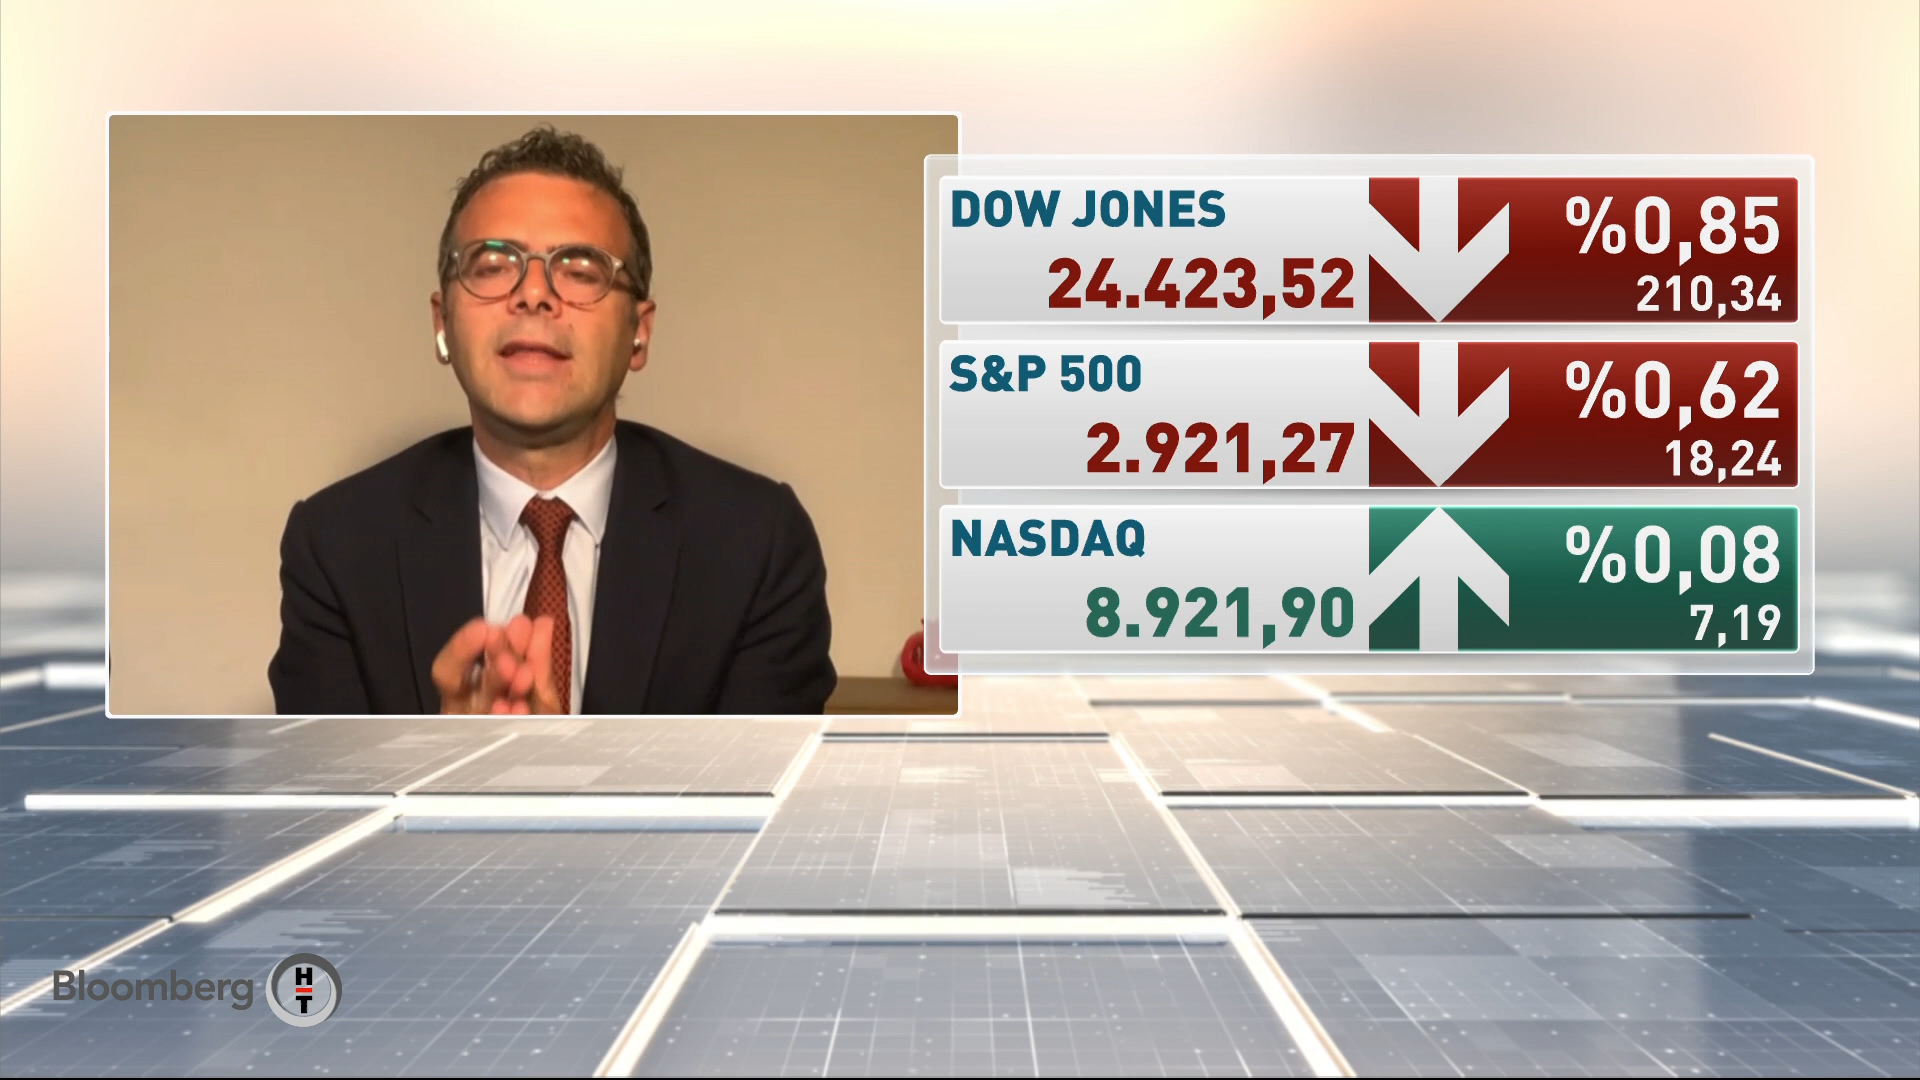 DOW JONES
%0,85
24.423,52
210,34
S&P 500
%0,62
2.921,27
18,24
NASDAQ
%0,08
8.921,90
7,19
Bloomberg HT